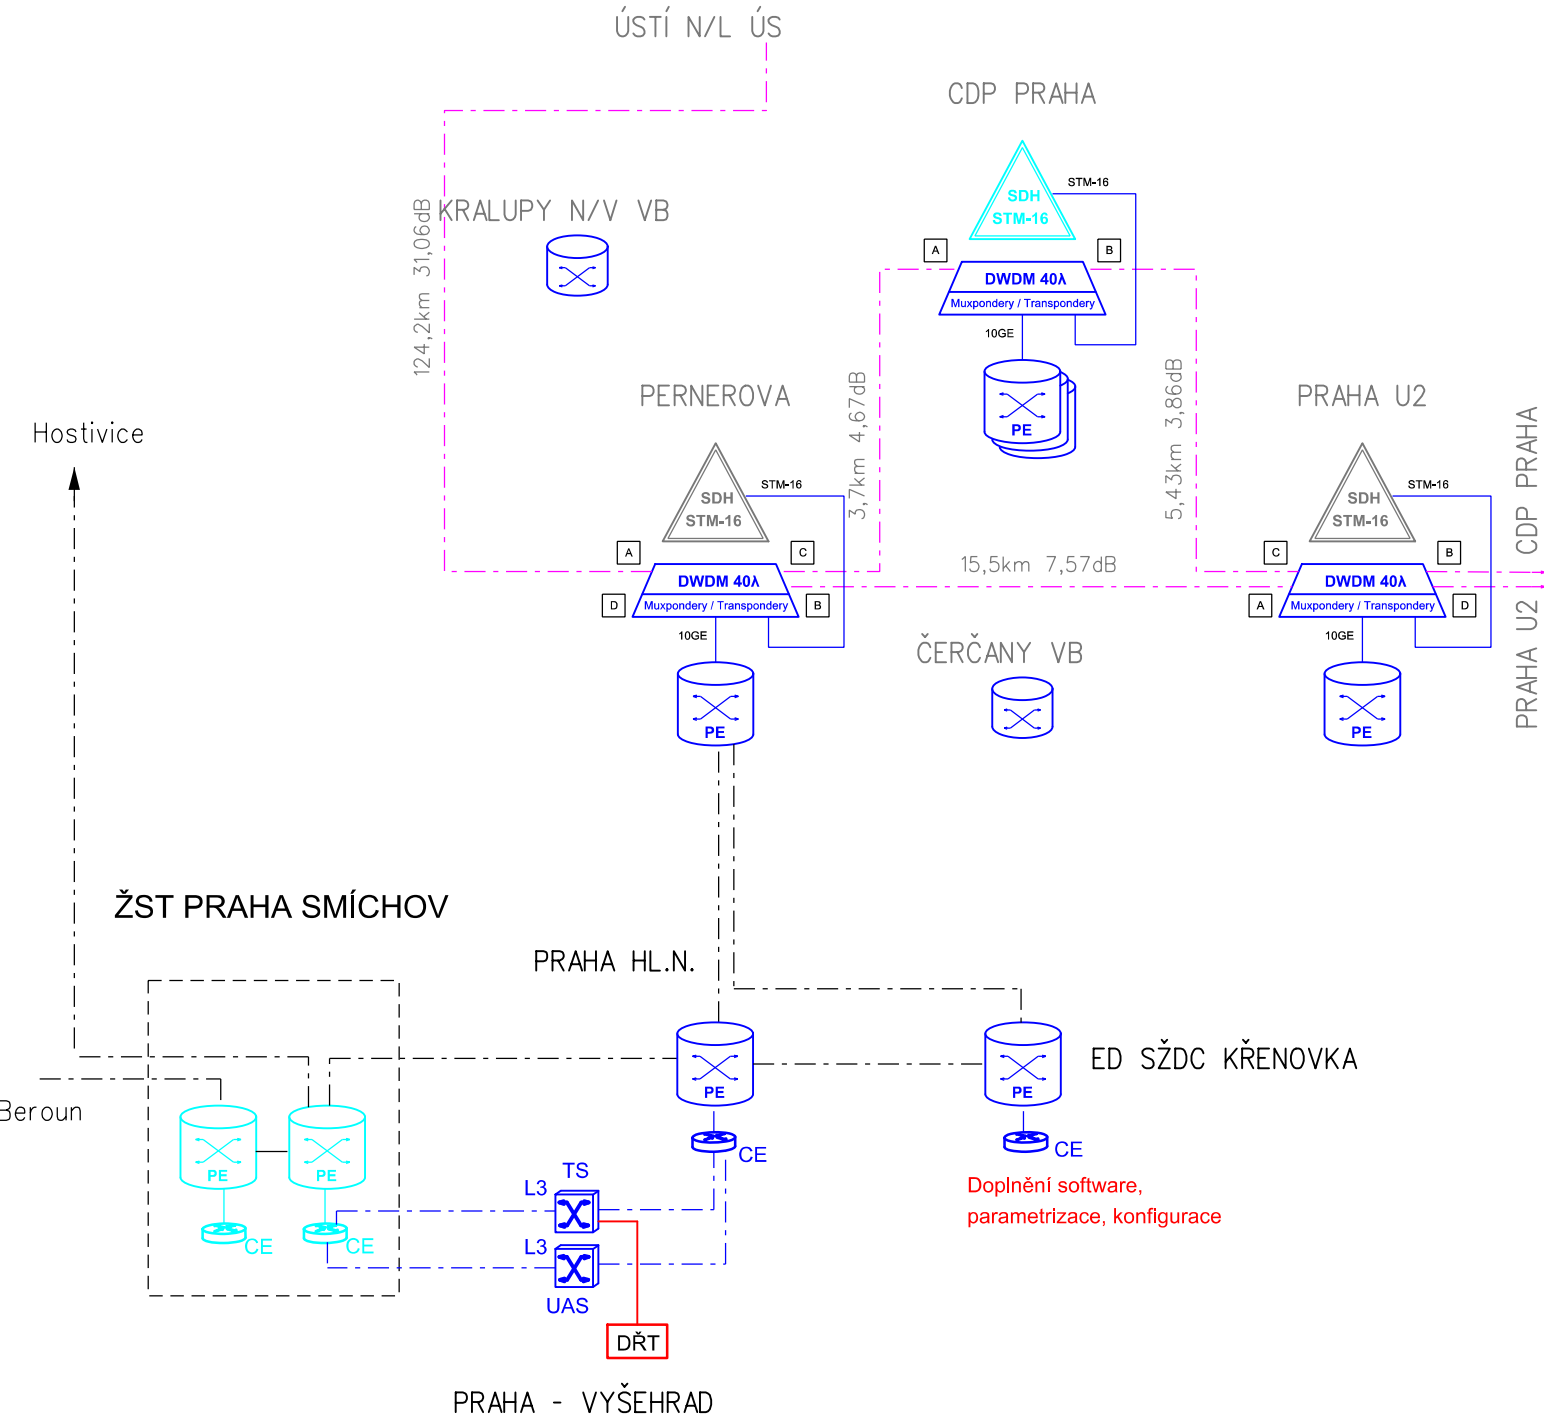 ÚSTÍ N/L ÚS
CDP PRAHA
STM-16
SDH
STM-16
KRALUPY N/V VB
124,2km 31,06dB
A
B
DWDM 40λ
Muxpondery / Transpondery
10GE
PE
PERNEROVA
3,7km 4,67dB
5,43km 3,86dB
PRAHA U2
CDP PRAHA
Hostivice
STM-16
SDH
STM-16
STM-16
SDH
STM-16
A
C
15,5km 7,57dB
C
B
DWDM 40λ
DWDM 40λ
D
Muxpondery / Transpondery
B
A
Muxpondery / Transpondery
D
10GE
10GE
PRAHA U2
ČERČANY VB
PE
PE
ŽST PRAHA SMÍCHOV
PRAHA HL.N.
ED SŽDC KŘENOVKA
PE
PE
Beroun
CE
CE
PE
PE
TS
L3
Doplnění software,
parametrizace, konfigurace
CE
CE
L3
UAS
DŘT
PRAHA - VYŠEHRAD